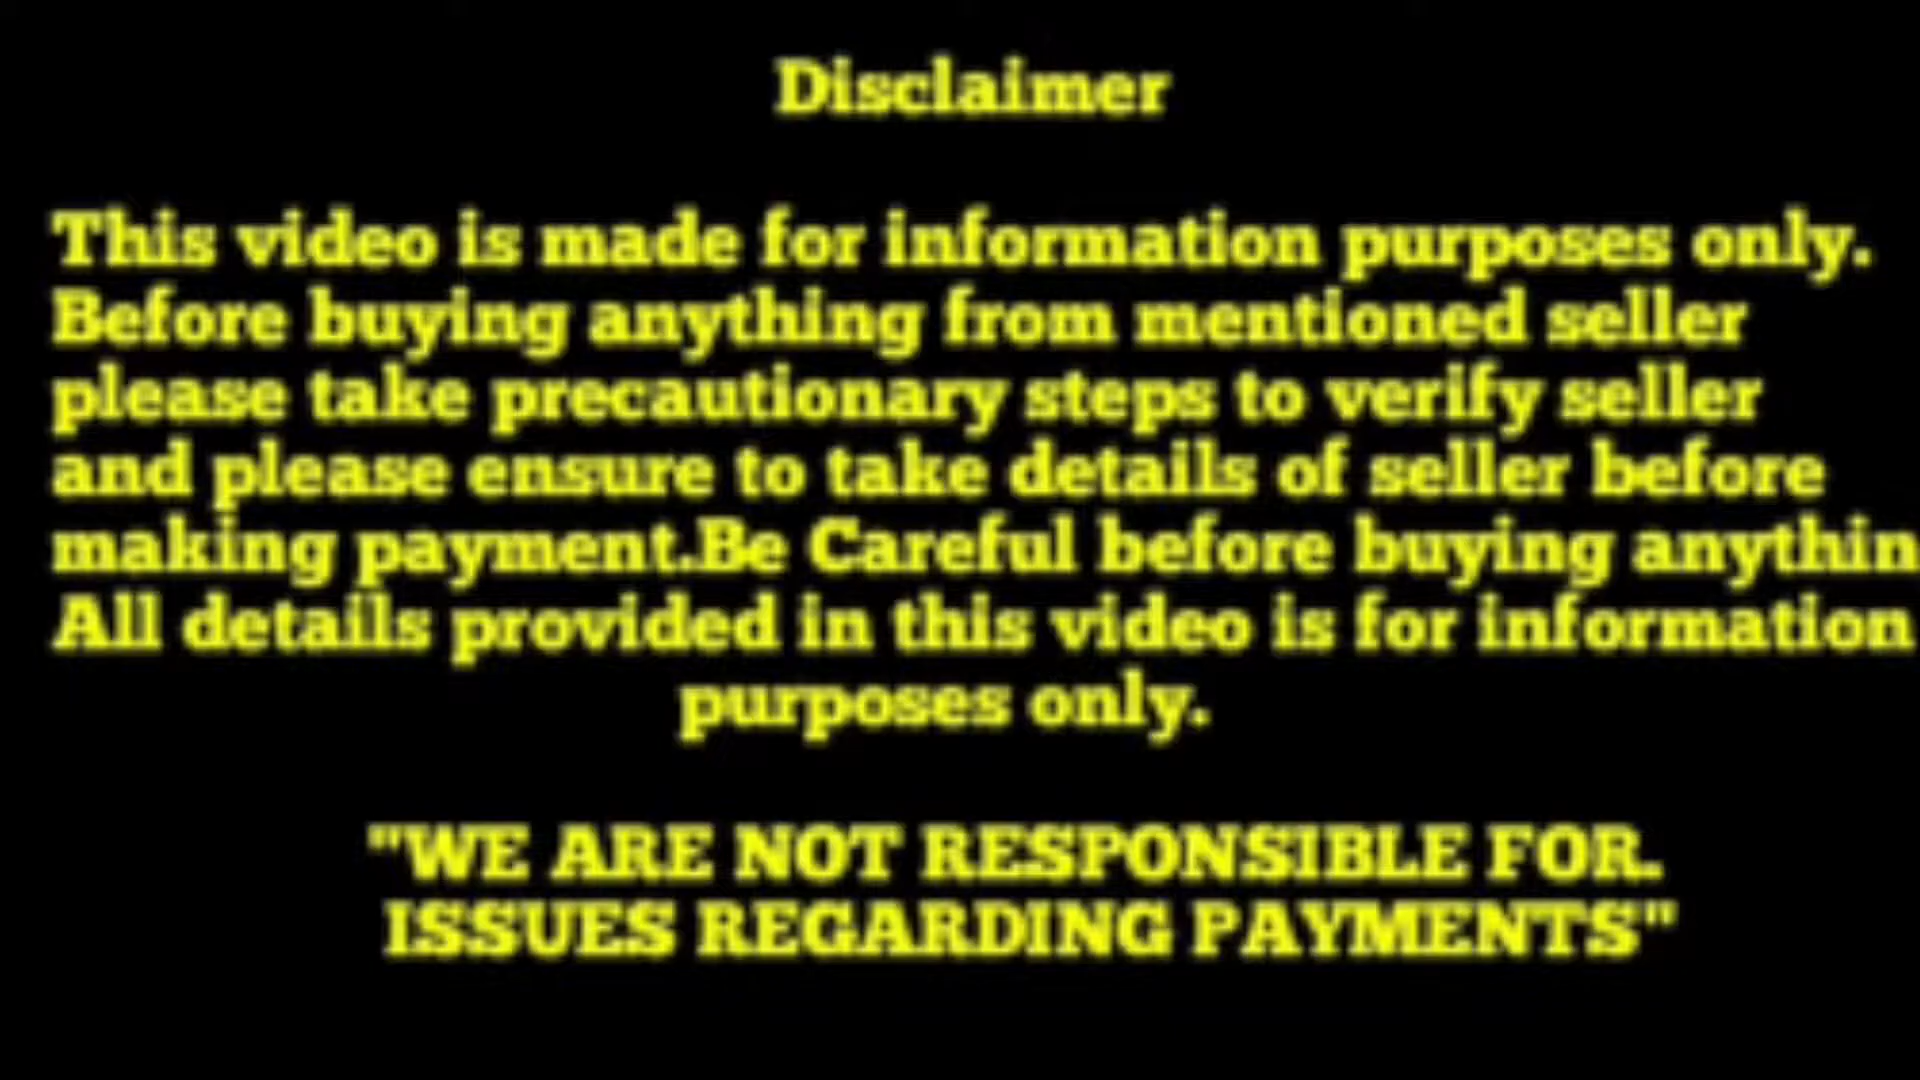 Disclaimer
This video is made for information purposes only.
Before buying anything from mentioned seller
please take precautionary steps to verify seller
and please ensure to take details of seller before
making payment.Be Careful before buying anythin
All details provided in this video is for information
purposes only.
"WE ARE NOT RESPONSIBLE FOR.
ISSUES REGARDING PAYMENTS"